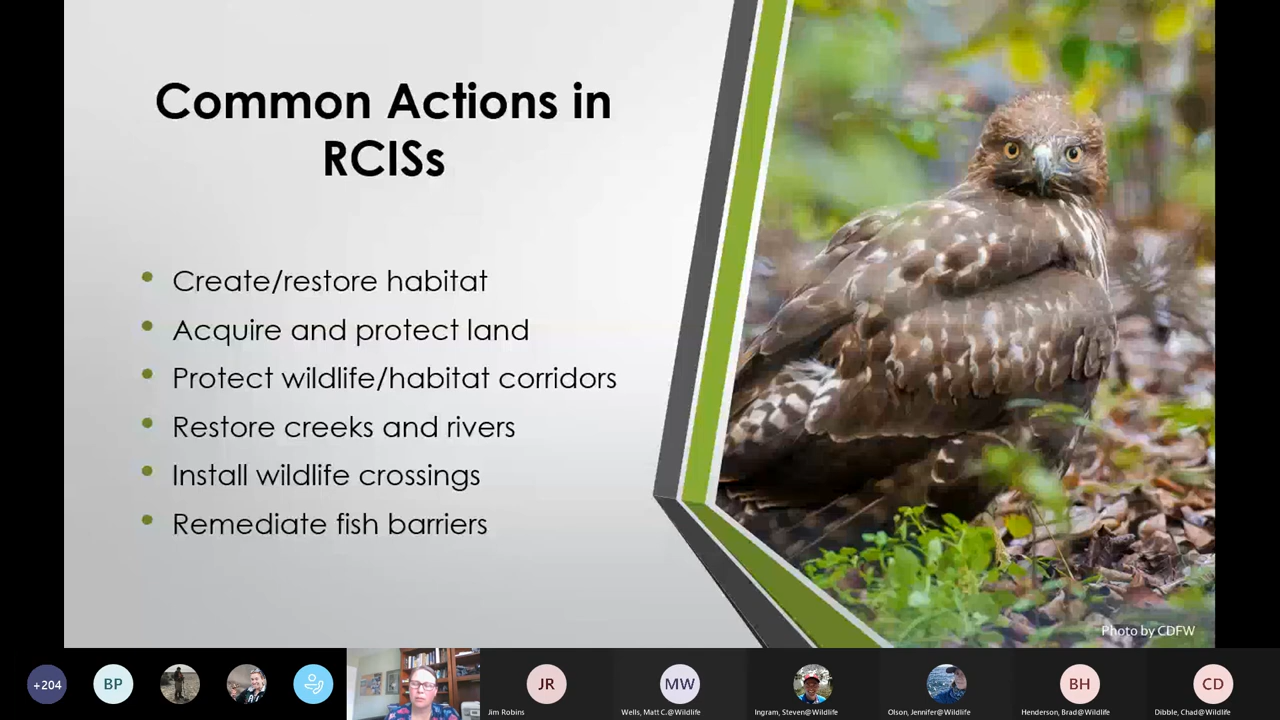 Common Actions in
RCISs
Create/restore habitat
Acquire and protect land
Protect wildlife/habitat corridors
Restore creeks and rivers
Install wildlife crossings
Remediate fish barriers
Photo by CDFW
+204
BP
JR
Jim Robins
MW
Wells, Matt C.@Wildlife
Ingram, Steven@Wildlife
Olson, Jennifer@Wildlife
BH
Henderson, Brad@Wildlife
CD
Dibble, Chad@Wildlife